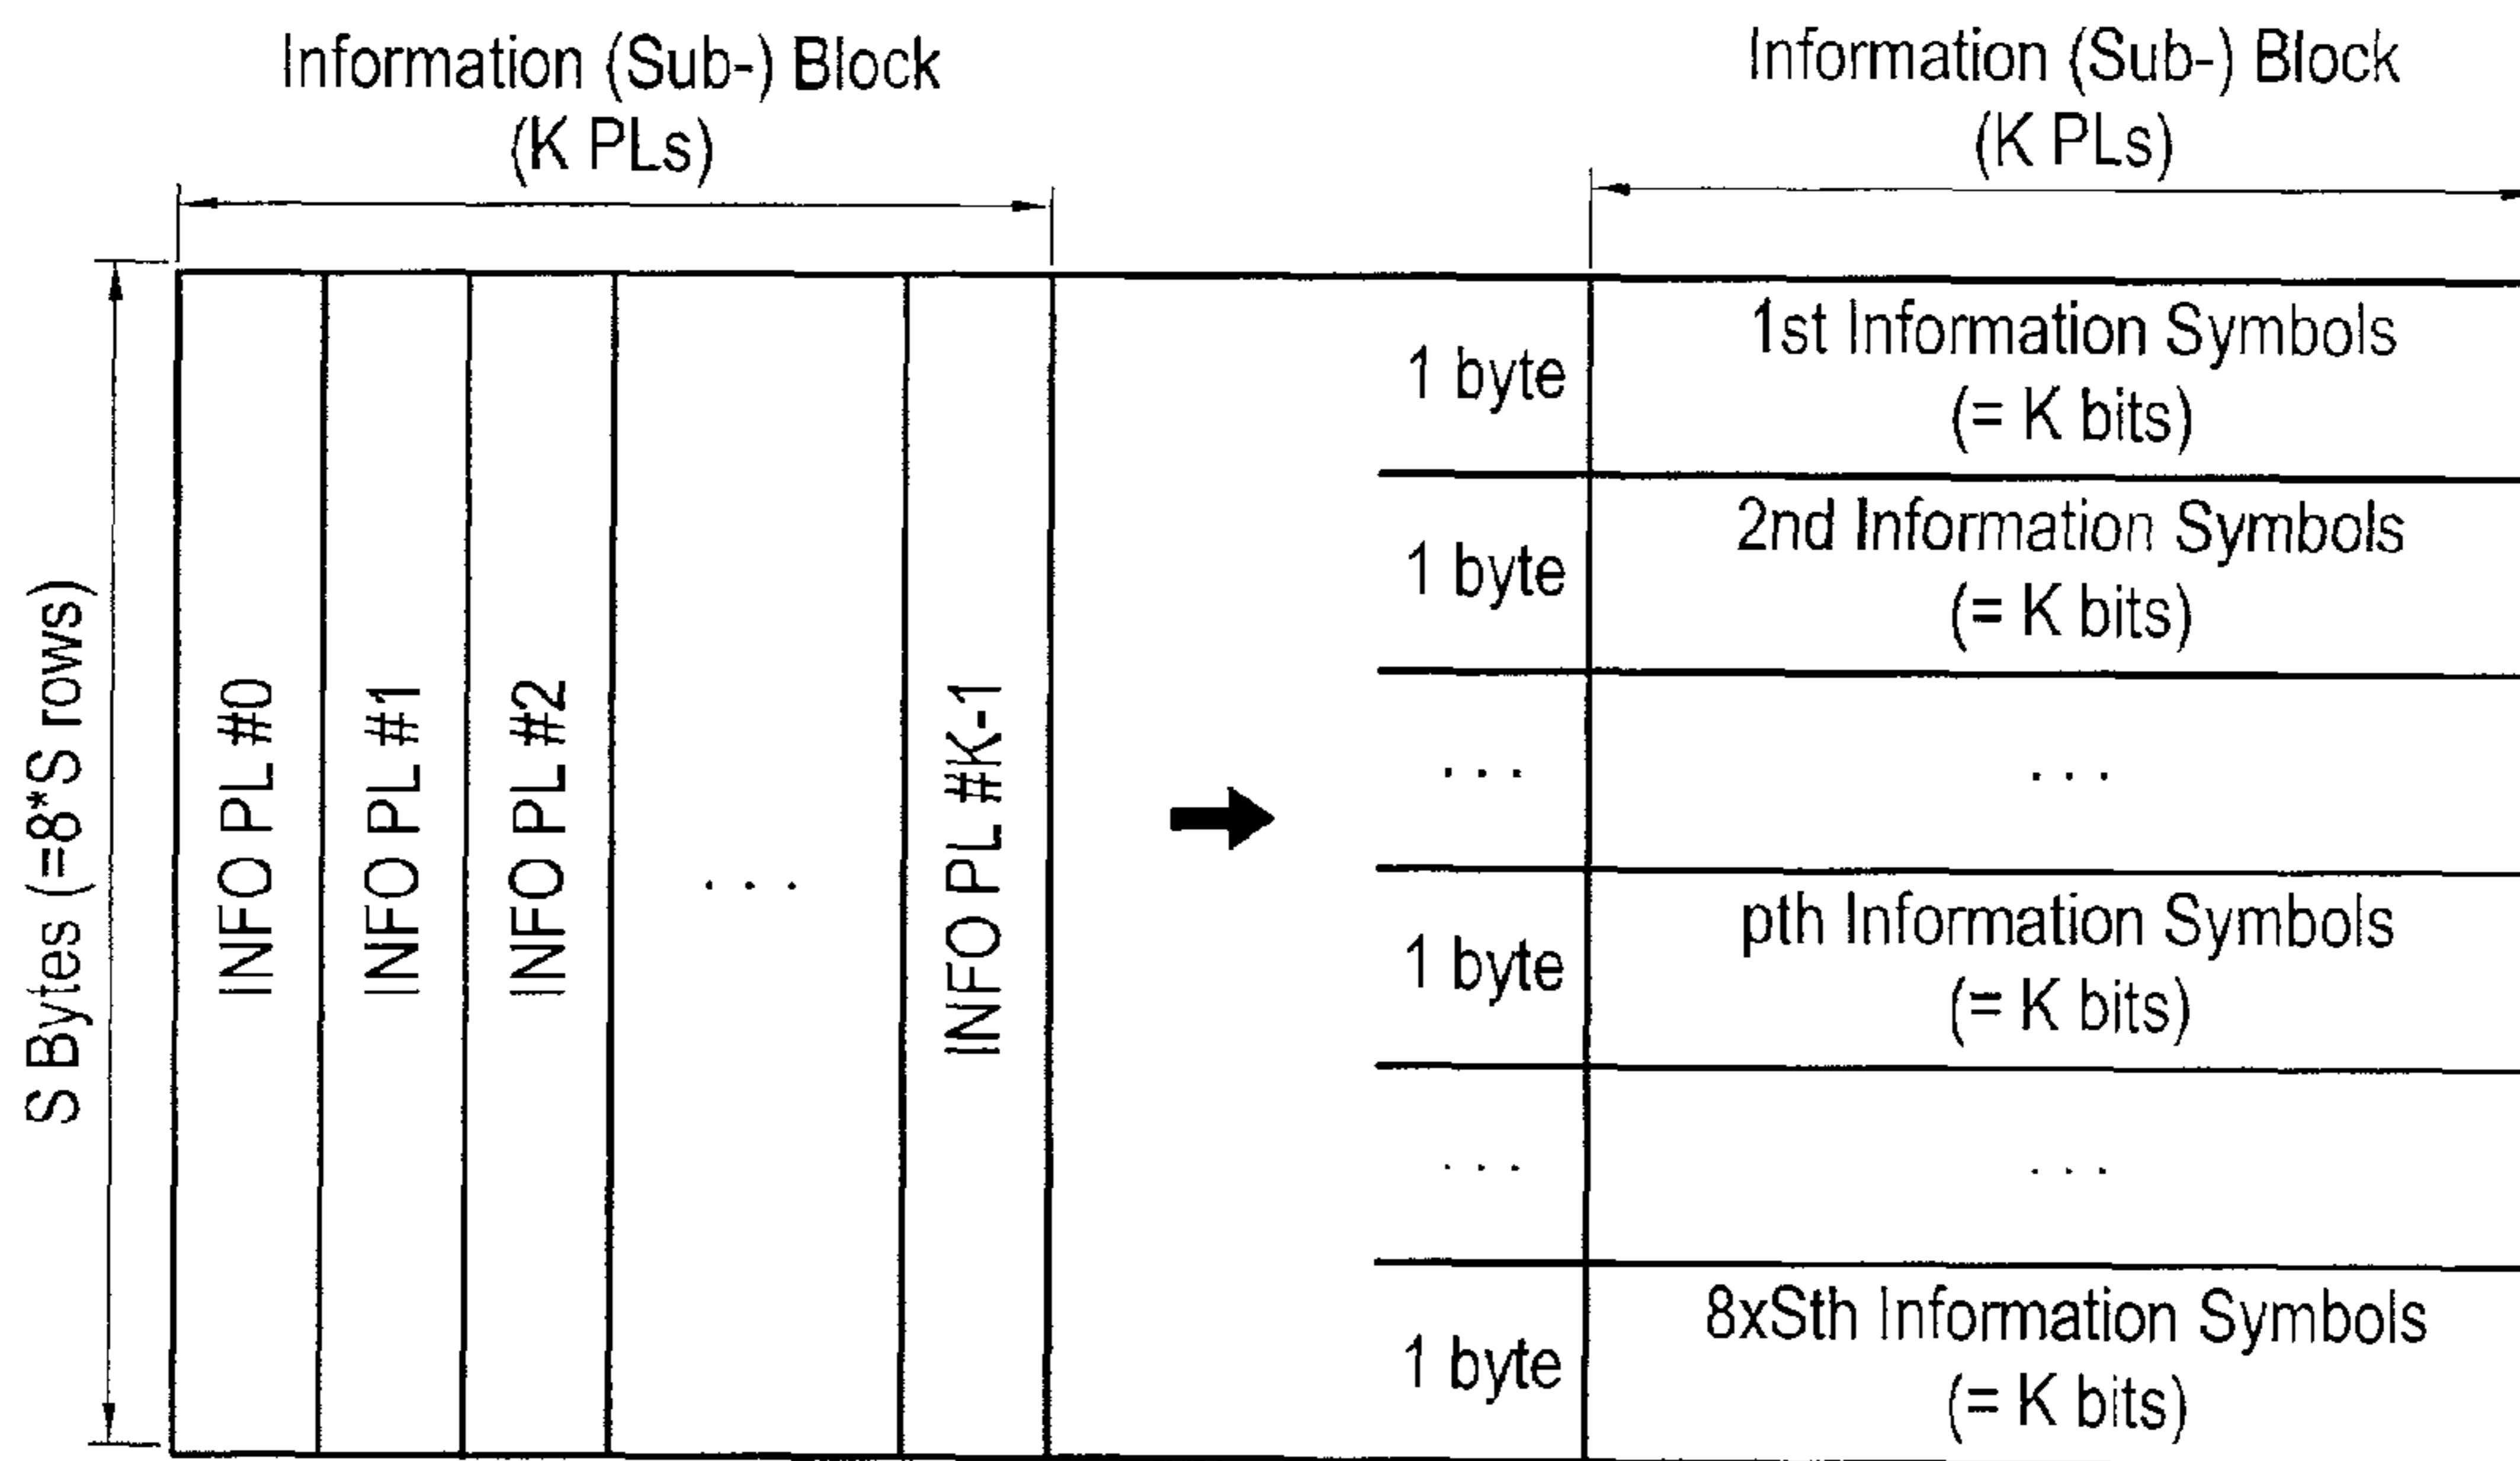 Information (Sub-) Block
(K PLs)
S Bytes (=8*S rows)
INFO PL #0
INFO PL #1
INFO PL #2
. . .
INFO PL #K-1
Information (Sub-) Block
(K PLs)
1 byte
1st Information Symbols
(= K bits)
1 byte
2nd Information Symbols
(= K bits)
. . .
. . .
1 byte
pth Information Symbols
(= K bits)
. . .
. . .
1 byte
8xSth Information Symbols
(= K bits)